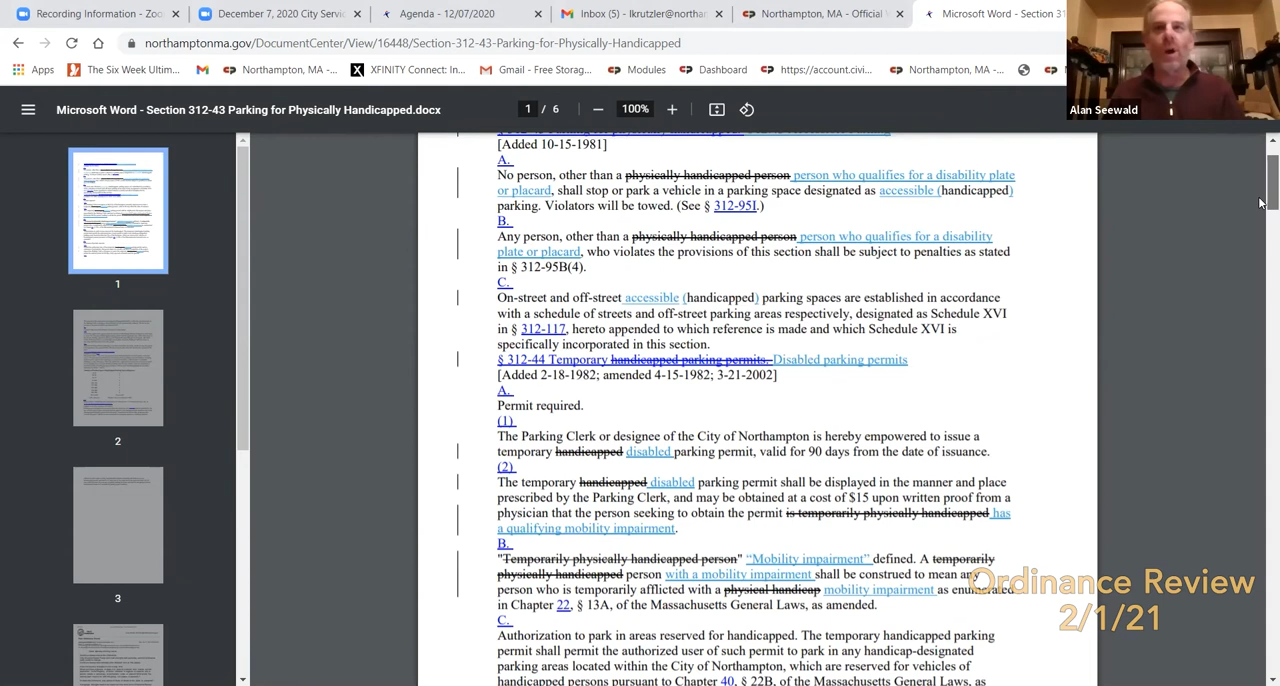 Recording Information - Zoo
December 7, 2020 City Servic
Agenda - 12/07/2020
Inbox (5) - lkrutzler@northar
Northampton, MA - Official
Microsoft Word - Section 31
northamptonma.gov/DocumentCenter/View/16448/Section-312-43-Parking-for-Physically-Handicapped
Apps
The Six Week Ultim...
Northampton, MA -...
XFINITY Connect: In...
Gmail - Free Storag...
Modules
Dashboard
https://account.civi...
Northampton, MA -...
Alan Seewald
Microsoft Word - Section 312-43 Parking for Physically Handicapped.docx
1 / 6
100%
[Added 10-15-1981]
A.
No person, other than a physically handicapped person person who qualifies for a disability plate
or placard, shall stop or park a vehicle in a parking space designated as accessible (handicapped)
parking. Violators will be towed. (See § 312-95I.)
B.
Any person other than a physically handicapped person person who qualifies for a disability
plate or placard, who violates the provisions of this section shall be subject to penalties as stated
in § 312-95B(4).
C.
On-street and off-street accessible (handicapped) parking spaces are established in accordance
with a schedule of streets and off-street parking areas respectively, designated as Schedule XVI
in § 312-117, hereto appended to which reference is made and which Schedule XVI is
specifically incorporated in this section.
§ 312-44 Temporary handicapped parking permits. Disabled parking permits
[Added 2-18-1982; amended 4-15-1982; 3-21-2002]
A.
Permit required.
(1)
The Parking Clerk or designee of the City of Northampton is hereby empowered to issue a
temporary handicapped disabled parking permit, valid for 90 days from the date of issuance.
(2)
The temporary handicapped disabled parking permit shall be displayed in the manner and place
prescribed by the Parking Clerk, and may be obtained at a cost of $15 upon written proof from a
physician that the person seeking to obtain the permit is temporarily physically handicapped has
a qualifying mobility impairment.
B.
"Temporarily physically handicapped person" “Mobility impairment” defined. A temporarily
physically handicapped person with a mobility impairment shall be construed to mean any
person who is temporarily afflicted with a physical handicap mobility impairment as enumerated
in Chapter 22, § 13A, of the Massachusetts General Laws, as amended.
C.
Authority to park in areas reserved for handicapped. The temporary handicapped parking
permit shall permit the authorized user of such permit to park in any handicap-designated
parking area located within the City of Northampton which are reserved for vehicles of
handicapped persons pursuant to Chapter 40, § 22B, of the Massachusetts General Laws, as
1
2
3
Ordinance Review
2/1/21